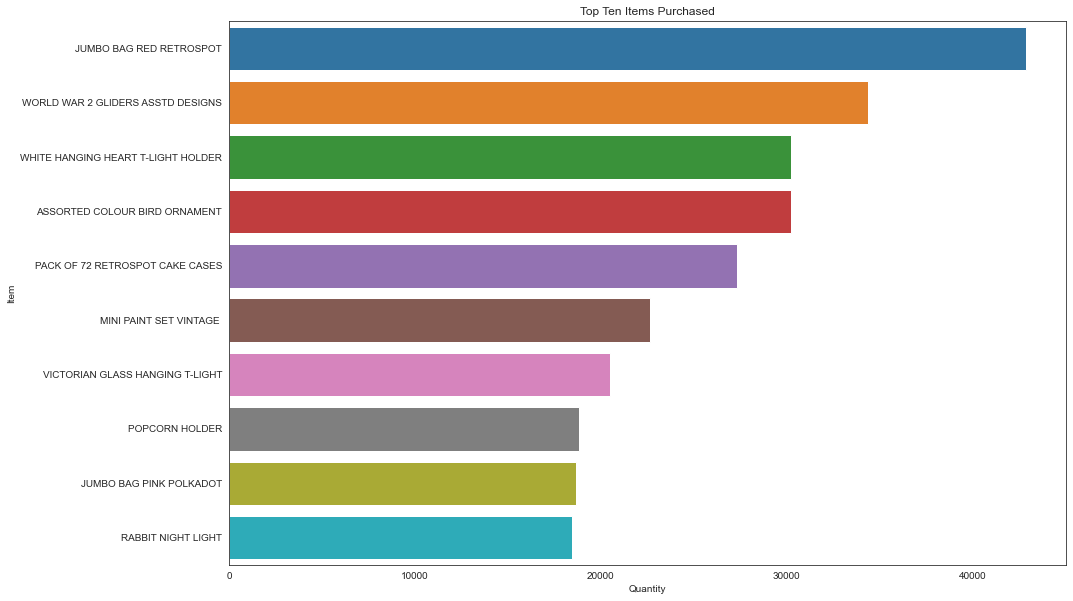 Top Ten Items Purchased
JUMBO BAG RED RETROSPOT
WORLD WAR 2 GLIDERS ASSTD DESIGNS
WHITE HANGING HEART T-LIGHT HOLDER
ASSORTED COLOUR BIRD ORNAMENT
PACK OF 72 RETROSPOT CAKE CASES
Item
MINI PAINT SET VINTAGE
VICTORIAN GLASS HANGING T-LIGHT
POPCORN HOLDER
JUMBO BAG PINK POLKADOT
RABBIT NIGHT LIGHT
0 10000 20000 30000 40000
Quantity